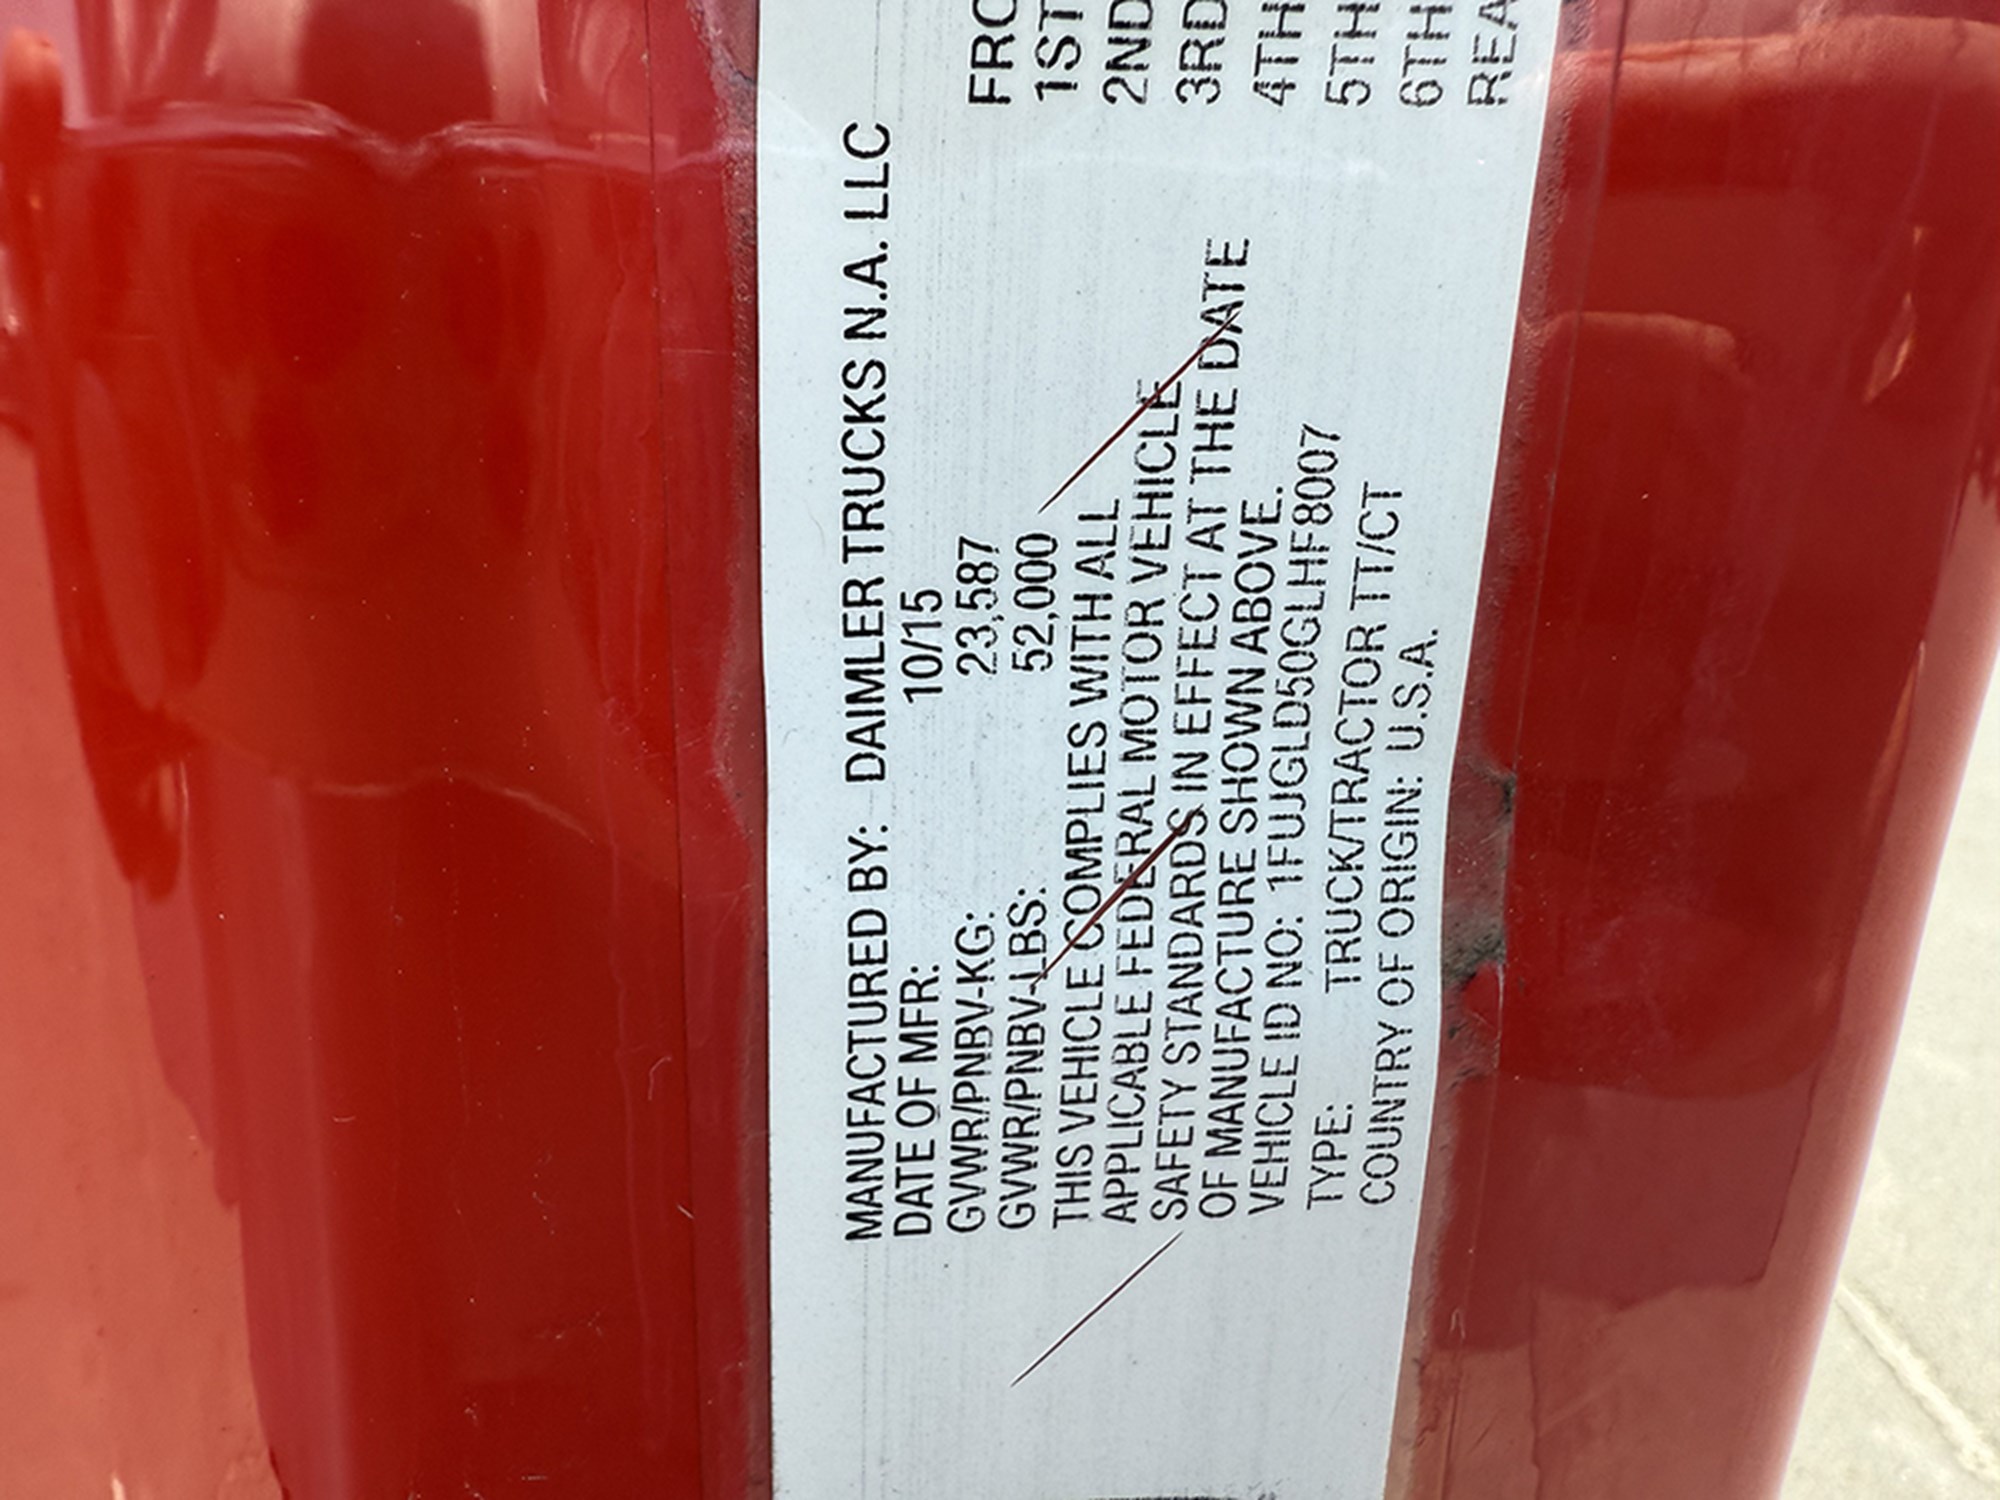 MANUFACTURED BY: DAIMLER TRUCKS N.A. LLC
DATE OF MFR: 10/15
GVWR/PNBV-KG: 23,587
GVWR/PNBV-LBS: 52,000
THIS VEHICLE COMPLIES WITH ALL
APPLICABLE FEDERAL MOTOR VEHICLE
SAFETY STANDARDS IN EFFECT AT THE DATE
OF MANUFACTURE SHOWN ABOVE.
VEHICLE ID NO: 1FUJGLD50GLHF8007
TYPE: TRUCK/TRACTOR TT/CT
COUNTRY OF ORIGIN: U.S.A.
FRO
1ST
2ND
3RD
4TH
5TH
6TH
REA